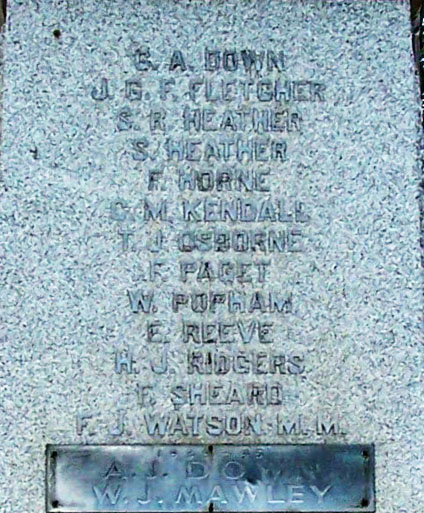 C. A. DOWN
J. G. F. FLETCHER
S. R. HEATHER
S. HEATHER
F. HORNE
C. M. KENDALL
T. J. OSBORNE
F. PAGET
W. POPHAM
E. REEVE
H. J. RIDGERS
F. SHEARD
F. J. WATSON. M. M.
A. J. DOWN
W. J. MAWLEY